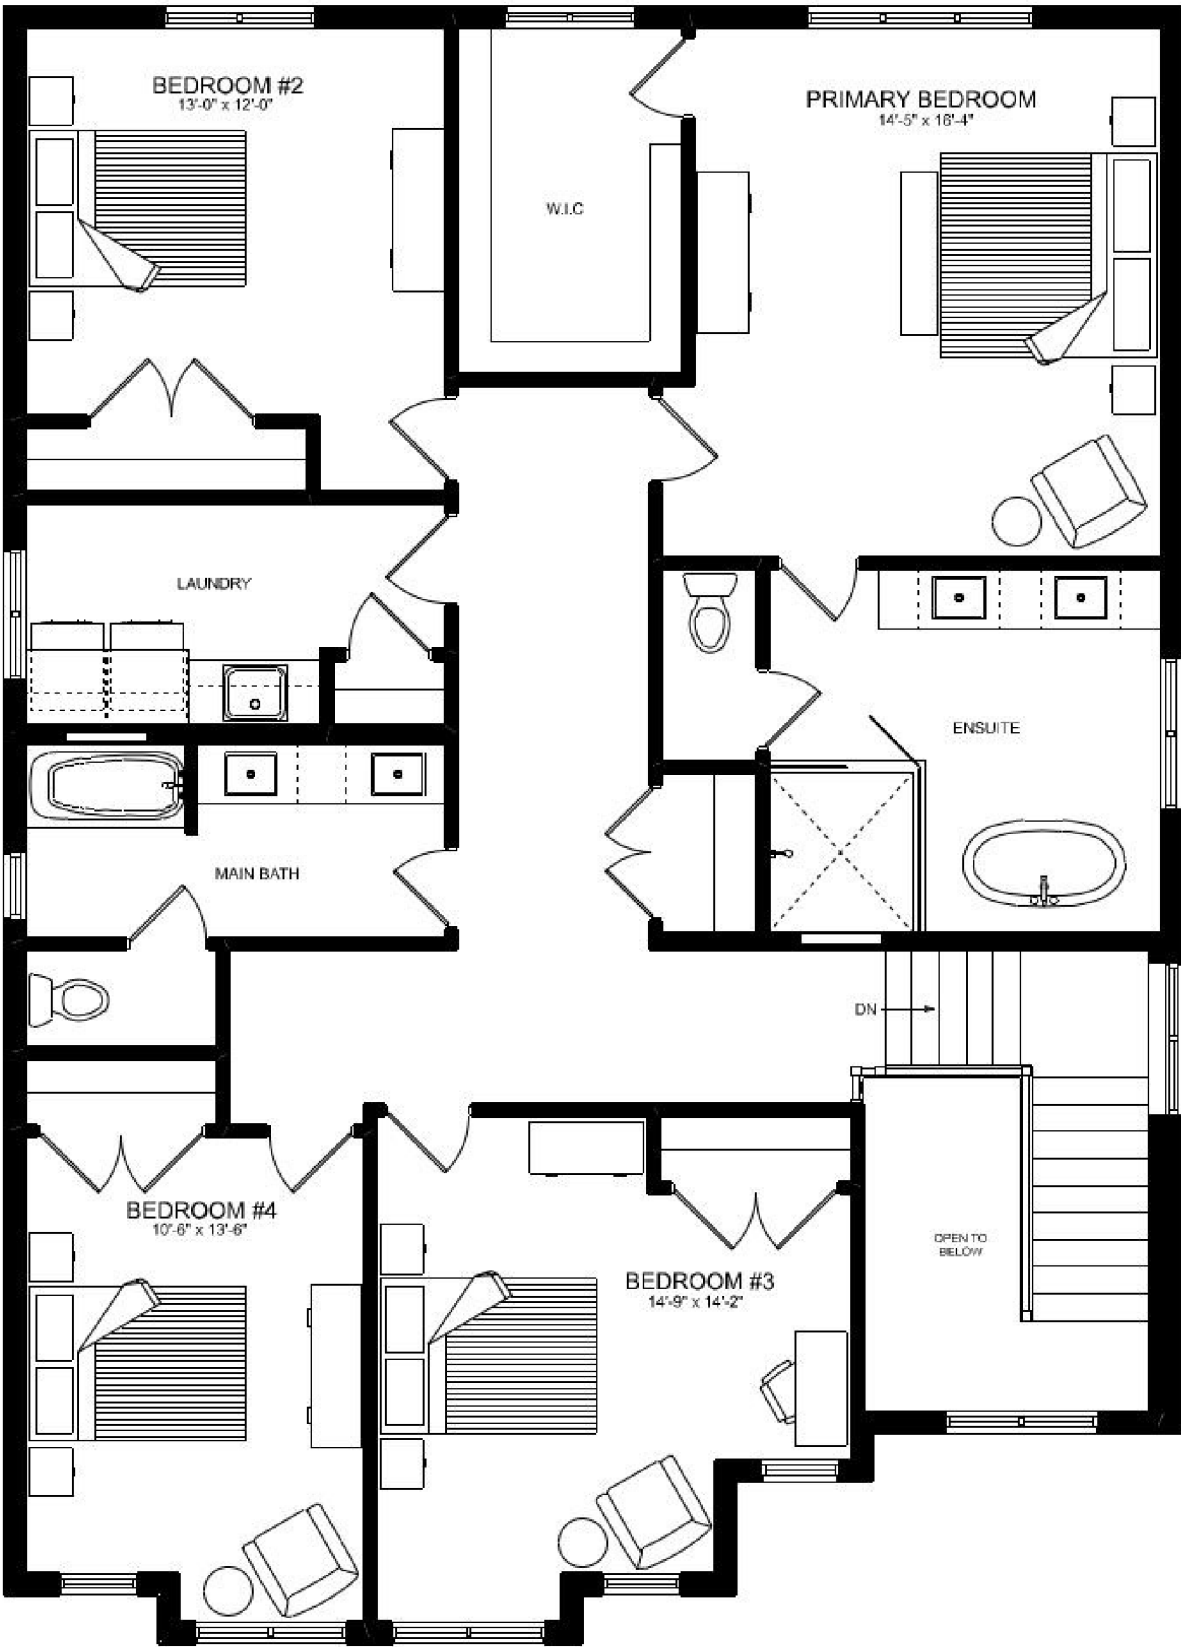 BEDROOM #2
13'-0" x 12'-0"
PRIMARY BEDROOM
14'-5" x 16'-4"
W.I.C
LAUNDRY
ENSUITE
MAIN BATH
DN
BEDROOM #4
10'-6" x 13'-6"
OPEN TO
BELOW
BEDROOM #3
14'-9" x 14'-2"